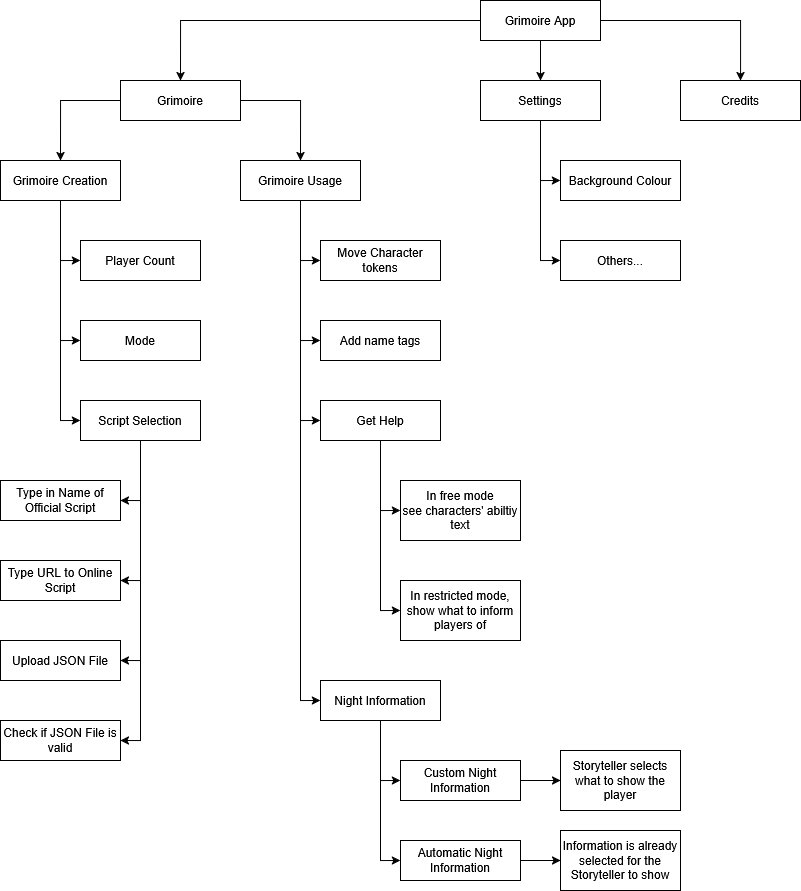 Grimoire App
Grimoire
Settings
Credits
Grimoire Creation
Grimoire Usage
Background Colour
Player Count
Move Character
tokens
Others...
Mode
Add name tags
Script Selection
Get Help
Type in Name of
Official Script
In free mode
see characters' abiltiy
text
Type URL to Online
Script
In restricted mode,
show what to inform
players of
Upload JSON File
Night Information
Check if JSON File is
valid
Custom Night
Information
Storyteller selects
what to show the
player
Automatic Night
Information
Information is already
selected for the
Storyteller to show